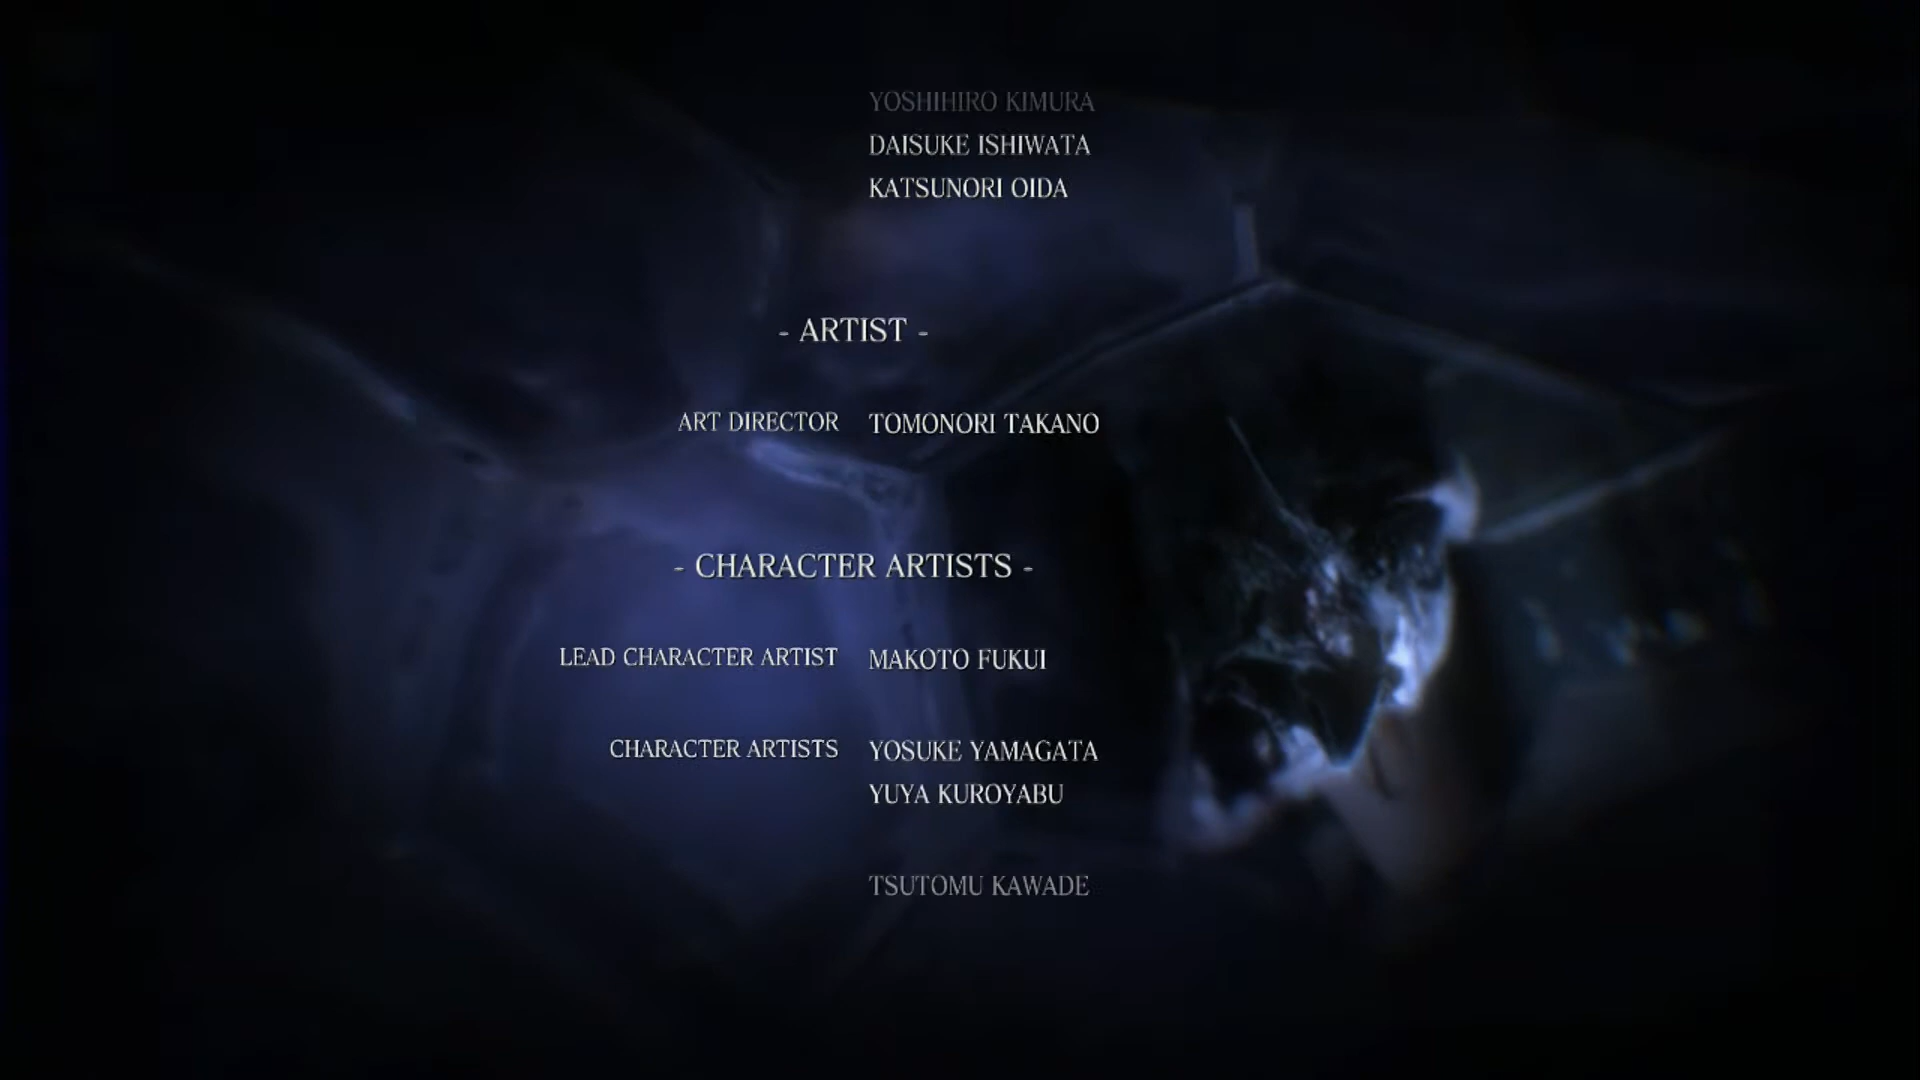 YOSHIHIRO KIMURA
DAISUKE ISHIWATA
KATSUNORI OIDA
- ARTIST -
ART DIRECTOR TOMONORI TAKANO
- CHARACTER ARTISTS -
LEAD CHARACTER ARTIST MAKOTO FUKUI
CHARACTER ARTISTS YOSUKE YAMAGATA
YUYA KUROYABU
TSUTOMU KAWADE